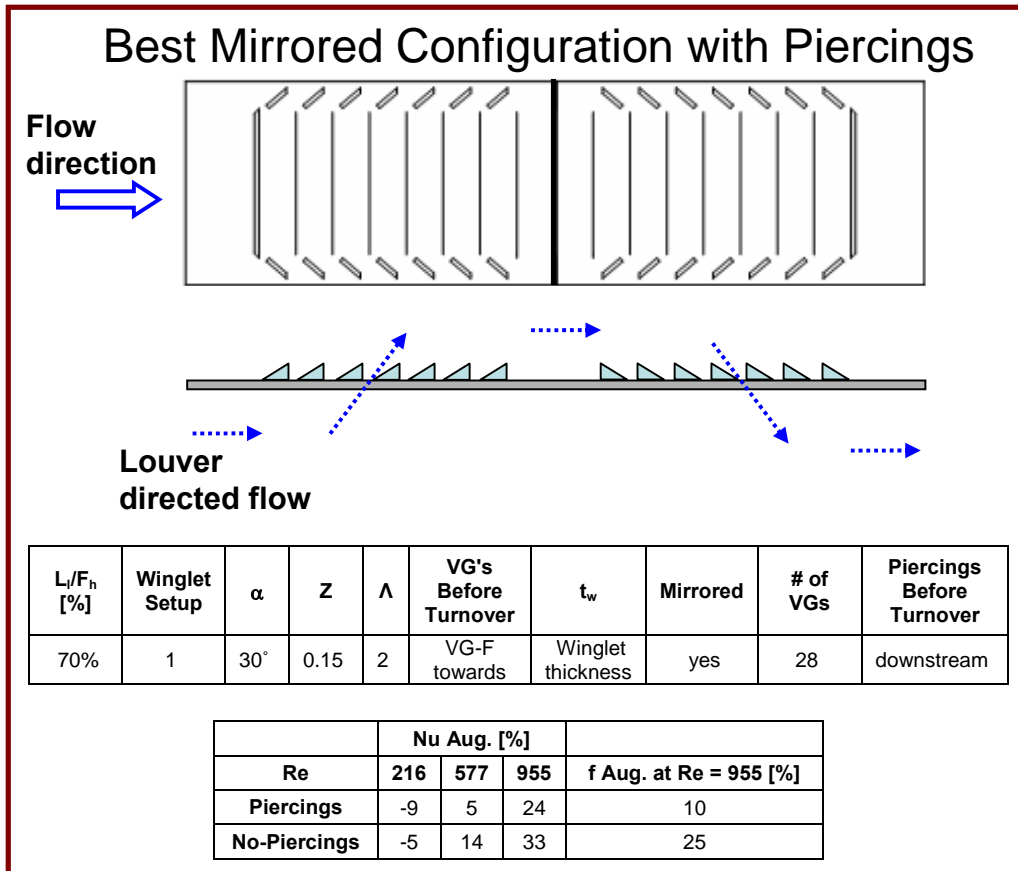 Best Mirrored Configuration with Piercings
Flow
direction
Louver
directed flow
Lₗ/Fₕ [%] Winglet Setup α Z Λ VG's Before Turnover t_w Mirrored # of VGs Piercings Before Turnover
70% 1 30° 0.15 2 VG-F towards Winglet thickness yes 28 downstream
Nu Aug. [%]
Re 216 577 955 f Aug. at Re = 955 [%]
Piercings -9 5 24 10
No-Piercings -5 14 33 25